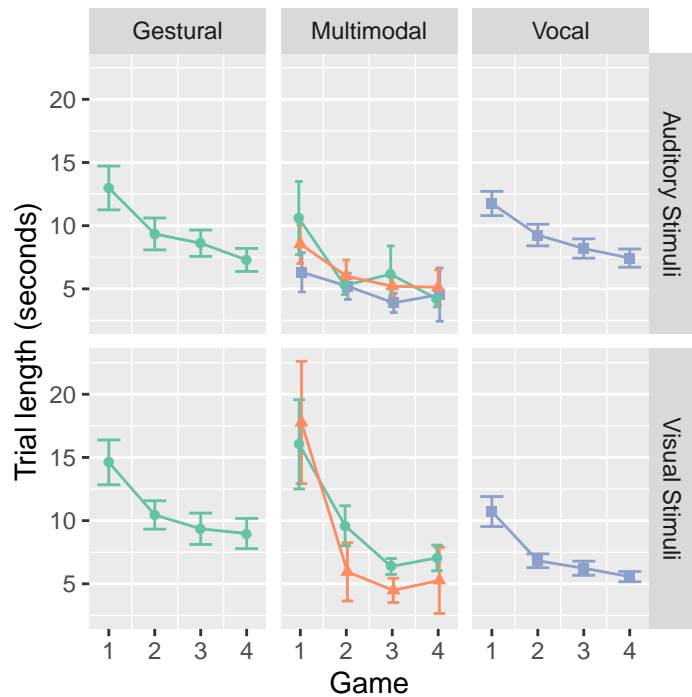 Gestural Multimodal Vocal
Trial length (seconds)
20
15
10
5
Auditory Stimuli
20
15
10
5
Visual Stimuli
1 2 3 4 1 2 3 4 1 2 3 4
Game